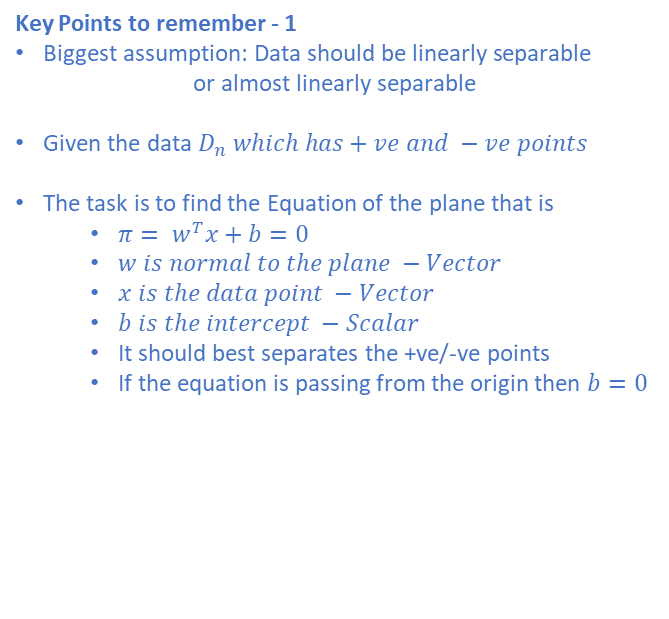 Key Points to remember - 1
• Biggest assumption: Data should be linearly separable
or almost linearly separable
• Given the data Dₙ which has + ve and − ve points
• The task is to find the Equation of the plane that is
• π = wᵀx + b = 0
• w is normal to the plane − Vector
• x is the data point − Vector
• b is the intercept − Scalar
• It should best separates the +ve/-ve points
• If the equation is passing from the origin then b = 0